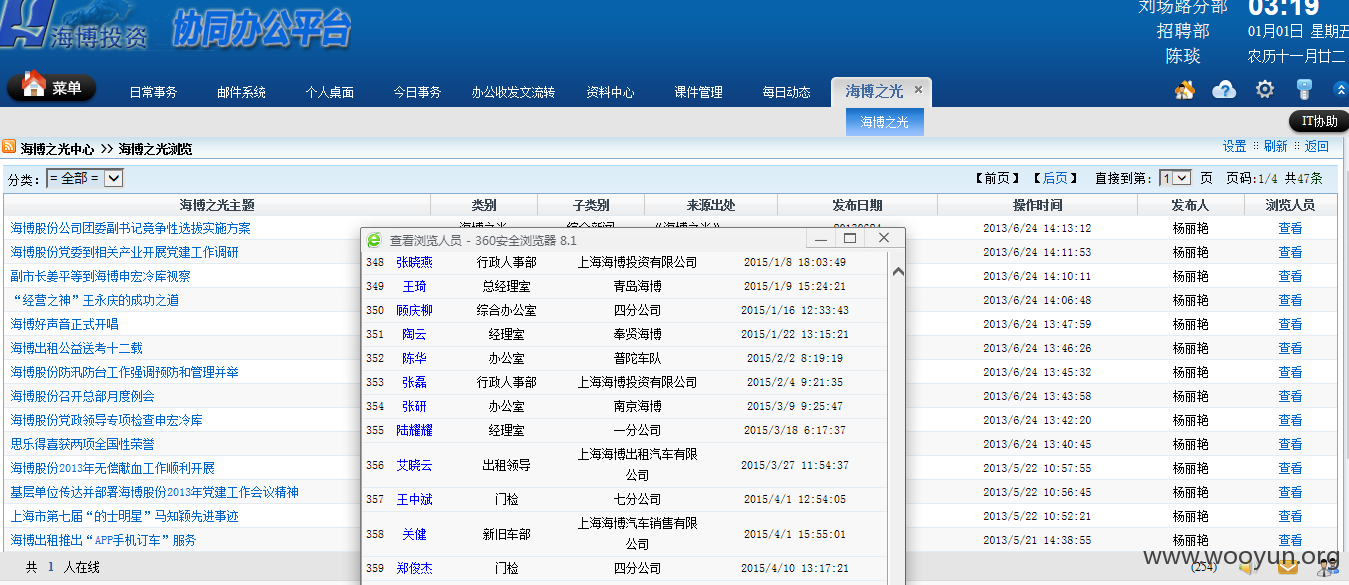 海博投资 协同办公平台
刘场路分部 03:19
招聘部 01月01日 星期五
陈琰 农历十一月廿二
菜单 日常事务 邮件系统 个人桌面 今日事务 办公收发文流转 资料中心 课件管理 每日动态 海博之光 ×
海博之光
IT协助
海博之光中心 >> 海博之光浏览 设置 刷新 返回
分类: = 全部 = 【前页】 【后页】 直接到第: 1 页 页码:1/4 共47条
海博之光主题 类别 子类别 来源出处 发布日期 操作时间 发布人 浏览人员
海博股份公司团委副书记竞争性选拔实施方案 2013/6/24 14:13:12 杨丽艳 查看
海博股份党委到相关产业开展党建工作调研 2013/6/24 14:11:53 杨丽艳 查看
副市长姜平等到海博申宏冷库视察 2013/6/24 14:10:11 杨丽艳 查看
“经营之神”王永庆的成功之道 2013/6/24 14:06:48 杨丽艳 查看
海博好声音正式开唱 2013/6/24 13:47:59 杨丽艳 查看
海博出租公益送考十二载 2013/6/24 13:46:26 杨丽艳 查看
海博股份防汛防台工作强调预防和管理并举 2013/6/24 13:45:32 杨丽艳 查看
海博股份召开总部月度例会 2013/6/24 13:43:58 杨丽艳 查看
海博股份党政领导专项检查申宏冷库 2013/6/24 13:42:20 杨丽艳 查看
思乐得喜获两项全国性荣誉 2013/6/24 13:40:45 杨丽艳 查看
海博股份2013年无偿献血工作顺利开展 2013/5/22 10:57:55 杨丽艳 查看
基层单位传达并部署海博股份2013年党建工作会议精神 2013/5/22 10:56:45 杨丽艳 查看
上海市第七届“的士明星”马知颖先进事迹 2013/5/22 10:52:21 杨丽艳 查看
海博出租推出“APP手机订车”服务 2013/5/21 14:38:55 杨丽艳 查看
查看浏览人员 - 360安全浏览器 8.1
348 张晓燕 行政人事部 上海海博投资有限公司 2015/1/8 18:03:49
349 王琦 总经理室 青岛海博 2015/1/9 15:24:21
350 顾庆柳 综合办公室 四分公司 2015/1/16 12:33:43
351 陶云 经理室 奉贤海博 2015/1/22 13:15:21
352 陈华 办公室 普陀车队 2015/2/2 8:19:19
353 张磊 行政人事部 上海海博投资有限公司 2015/2/4 9:21:35
354 张研 办公室 南京海博 2015/3/9 9:25:47
355 陆耀耀 经理室 一分公司 2015/3/18 6:17:37
356 艾晓云 出租领导 上海海博出租汽车有限公司 2015/3/27 11:54:37
357 王中斌 门检 七分公司 2015/4/1 12:54:05
358 关健 新旧车部 上海海博汽车销售有限公司 2015/4/1 15:55:01
359 郑俊杰 门检 四分公司 2015/4/10 13:17:21
共 1 人在线 (254)
www.wooyun.org